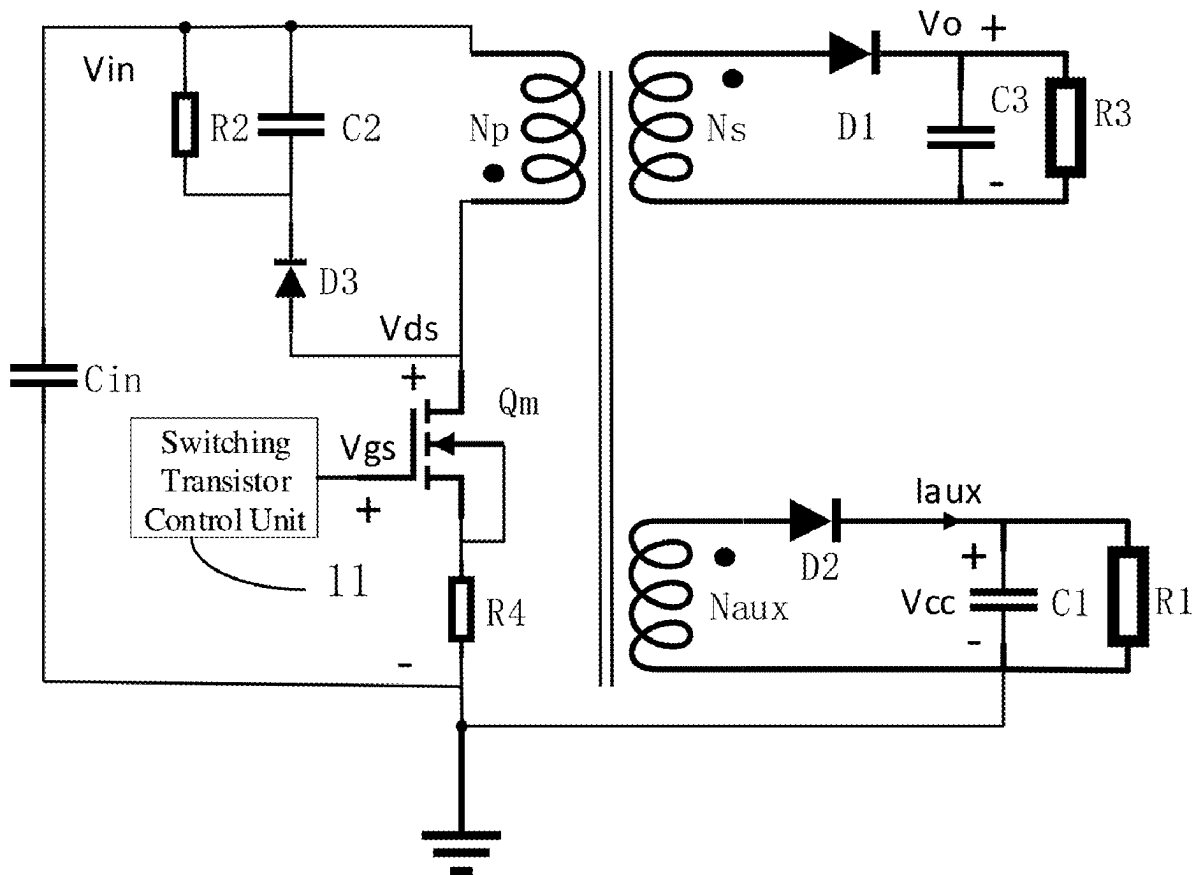 Vin
R2
C2
Np
Ns
D1
Vo +
C3
R3
-
D3
Vds
+
Cin
Qm
Switching
Transistor
Control Unit
Vgs
+
11
R4
-
Iaux
D2
Naux
+
Vcc
C1
R1
-